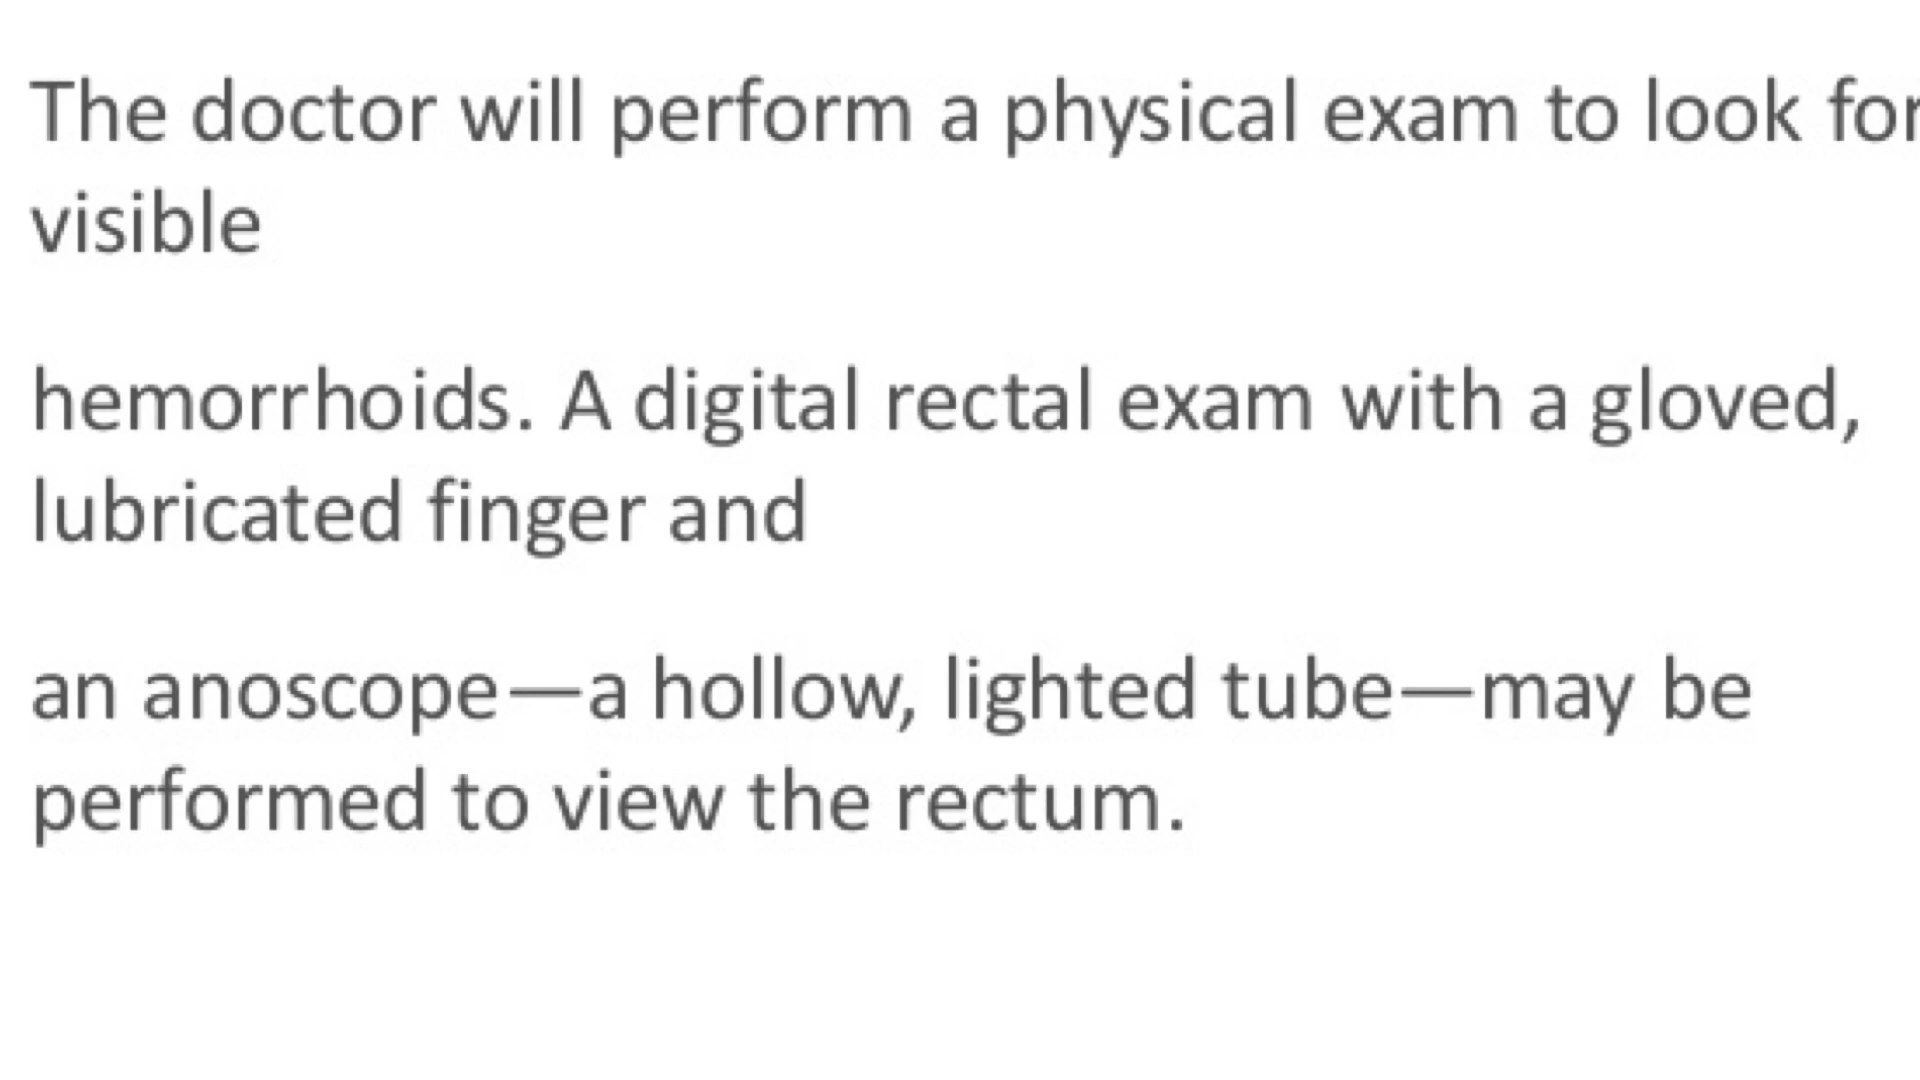 The doctor will perform a physical exam to look for
visible
hemorrhoids. A digital rectal exam with a gloved,
lubricated finger and
an anoscope—a hollow, lighted tube—may be
performed to view the rectum.